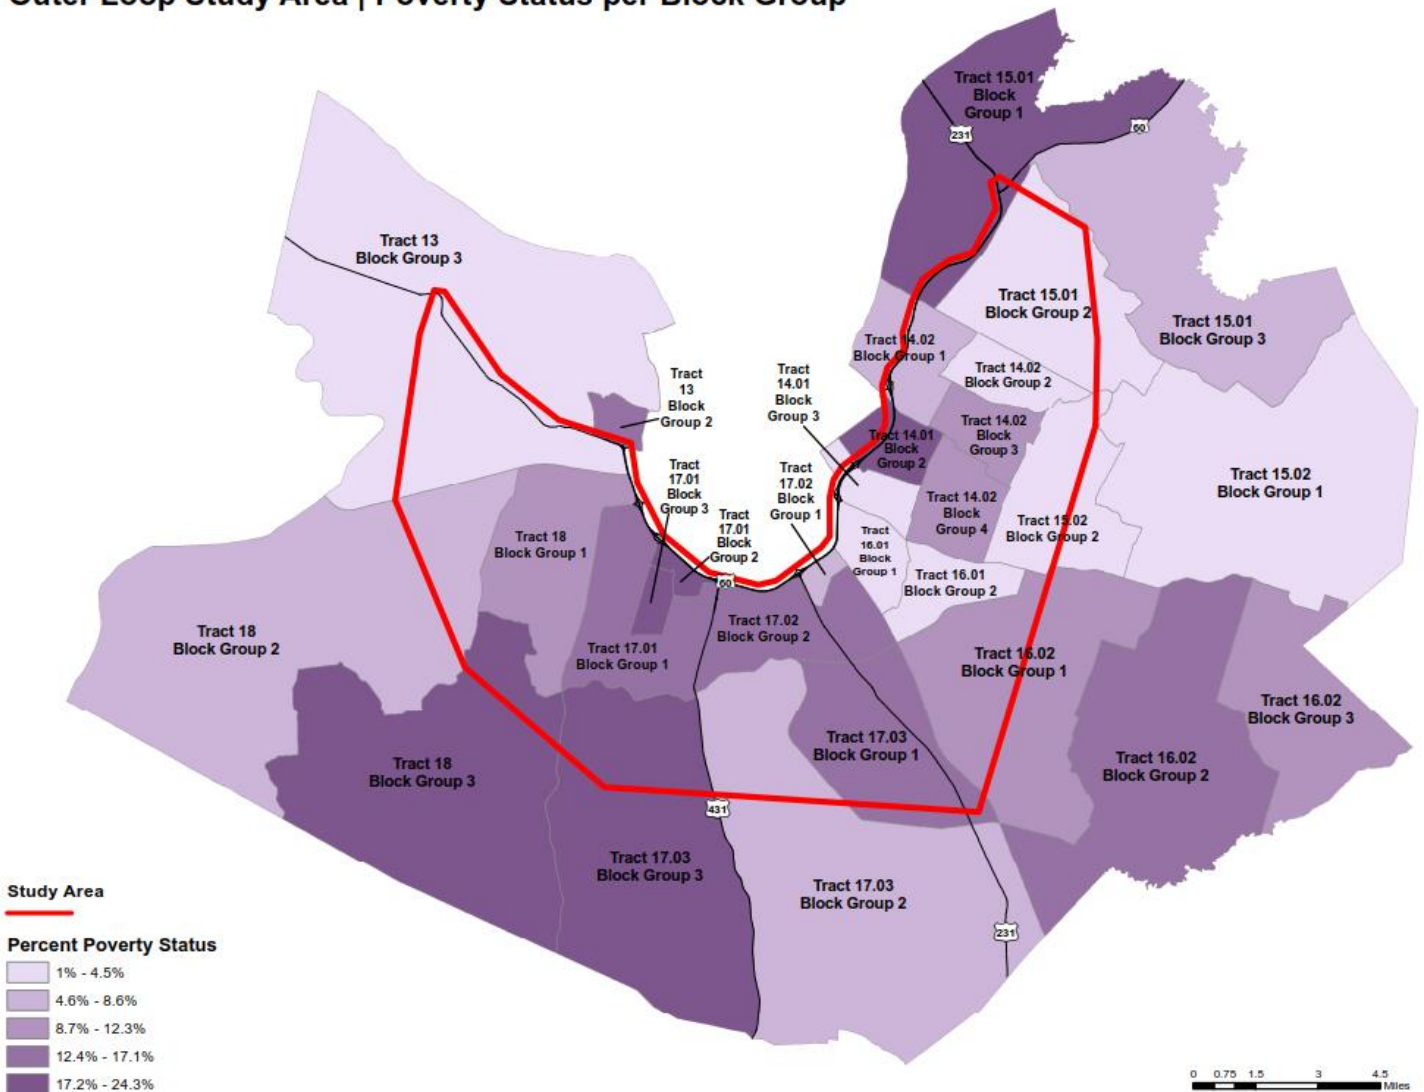 Outer Loop Study Area | Poverty Status per Block Group
Tract 15.01
Block
Group 1
231
60
Tract 13
Block Group 3
Tract 15.01
Block Group 2
Tract 15.01
Block Group 3
Tract 14.02
Block Group 1
Tract 14.02
Block Group 2
Tract
13
Block
Group 2
Tract
14.01
Block
Group 3
Tract 14.02
Block
Group 3
Tract 14.01
Block
Group 2
Tract
17.01
Block
Group 3
Tract
17.02
Block
Group 1
Tract 15.02
Block Group 1
Tract 14.02
Block
Group 4
Tract 15.02
Block Group 2
Tract
17.01
Block
Group 2
Tract 18
Block Group 1
Tract
16.01
Block
Group 1
Tract 16.01
Block Group 2
60
Tract 18
Block Group 2
Tract 17.02
Block Group 2
Tract 17.01
Block Group 1
Tract 16.02
Block Group 1
Tract 16.02
Block Group 3
Tract 17.03
Block Group 1
Tract 18
Block Group 3
Tract 16.02
Block Group 2
431
Tract 17.03
Block Group 3
Tract 17.03
Block Group 2
231
Study Area
Percent Poverty Status
1% - 4.5%
4.6% - 8.6%
8.7% - 12.3%
12.4% - 17.1%
17.2% - 24.3%
0 0.75 1.5 3 4.5
Miles